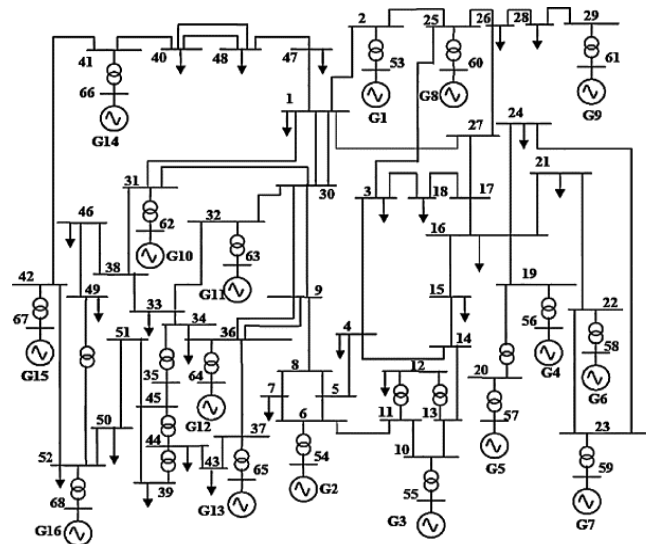 2 25 26 28 29
41 40 48 47
53 60 61
66 G14 1 G1 G8 G9
27 24
21
31 30 3 18 17
46 32
62 16
63
38 G10
42 49 G11 9 15 19 22
33
67 51 34 36 4 14 56 58
G15 35 64 8 12 20 G4 G6
7 5
45 G12 6 11 13 57
50 44 37 10 23
52 43 54 G5
39 65 55 59
68 G13 G2 G3 G7
G16